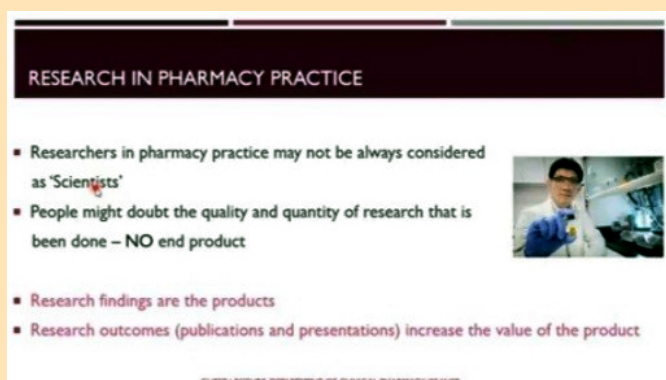 RESEARCH IN PHARMACY PRACTICE
Researchers in pharmacy practice may not be always considered
as 'Scientists'
People might doubt the quality and quantity of research that is
been done – NO end product
Research findings are the products
Research outcomes (publications and presentations) increase the value of the product